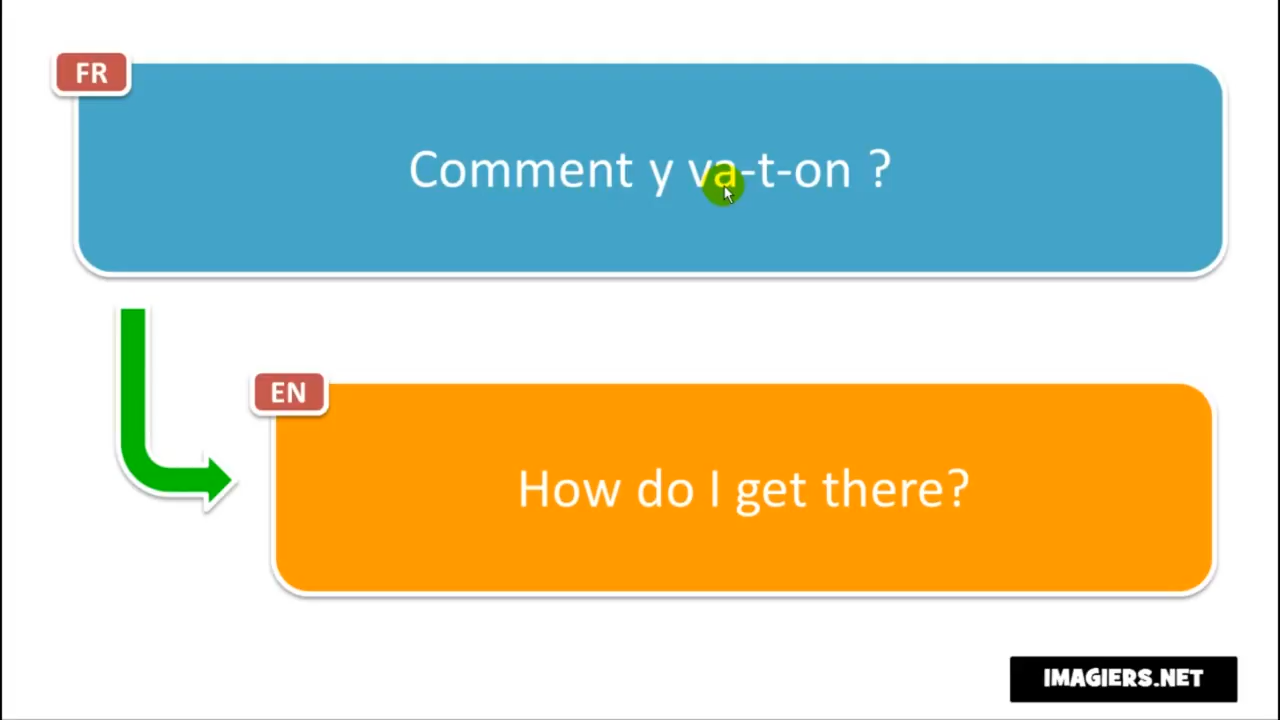 FR
Comment y va-t-on ?
EN
How do I get there?
IMAGIERS.NET